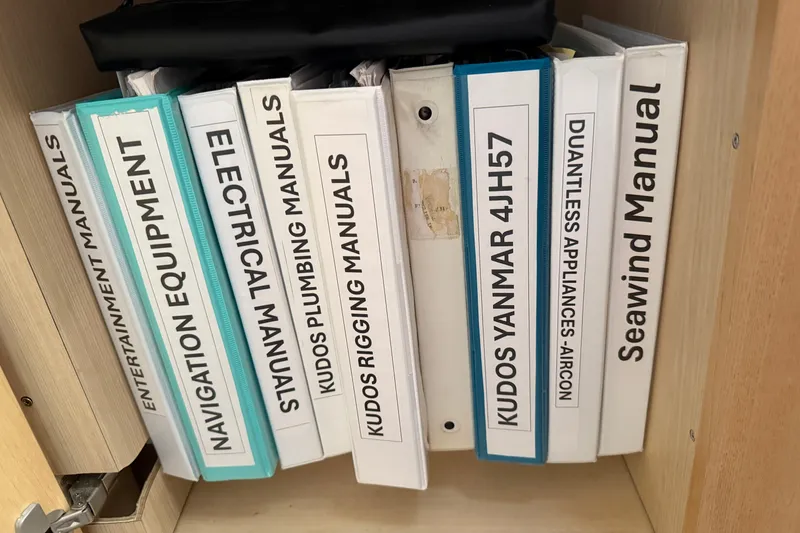 ENTERTAINMENT MANUALS
NAVIGATION EQUIPMENT
ELECTRICAL MANUALS
KUDOS PLUMBING MANUALS
KUDOS RIGGING MANUALS
KUDOS YANMAR 4JH57
DUANTLESS APPLIANCES -AIRCON
Seawind Manual